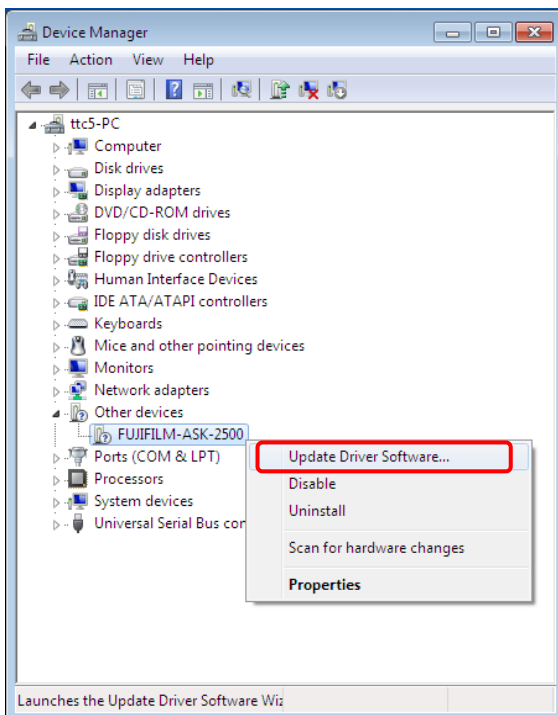 Device Manager
File Action View Help
ttc5-PC
Computer
Disk drives
Display adapters
DVD/CD-ROM drives
Floppy disk drives
Floppy drive controllers
Human Interface Devices
IDE ATA/ATAPI controllers
Keyboards
Mice and other pointing devices
Monitors
Network adapters
Other devices
FUJIFILM-ASK-2500
Ports (COM & LPT)
Processors
System devices
Universal Serial Bus con
Update Driver Software...
Disable
Uninstall
Scan for hardware changes
Properties
Launches the Update Driver Software Wiz